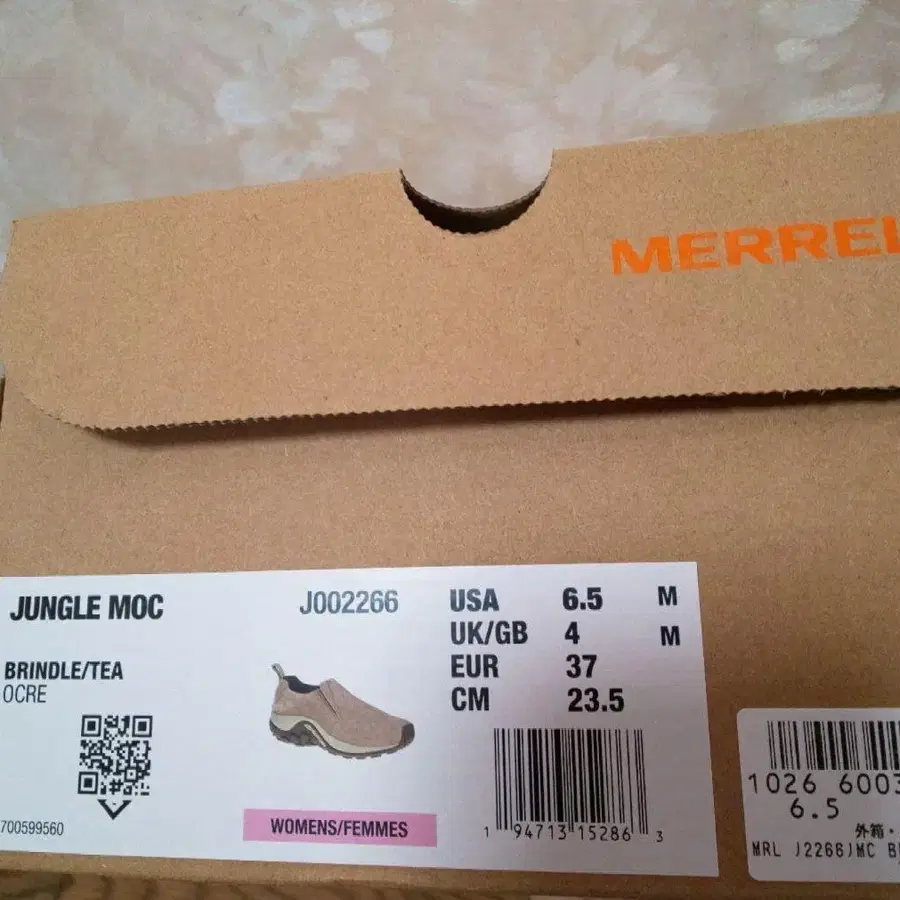 MERREL
JUNGLE MOC
J002266
BRINDLE/TEA
OCRE
USA 6.5 M
UK/GB 4 M
EUR 37
CM 23.5
700599560
WOMENS/FEMMES
1 94713 15286 3
1026 6003
6.5
外箱・
MRL J2266JMC B